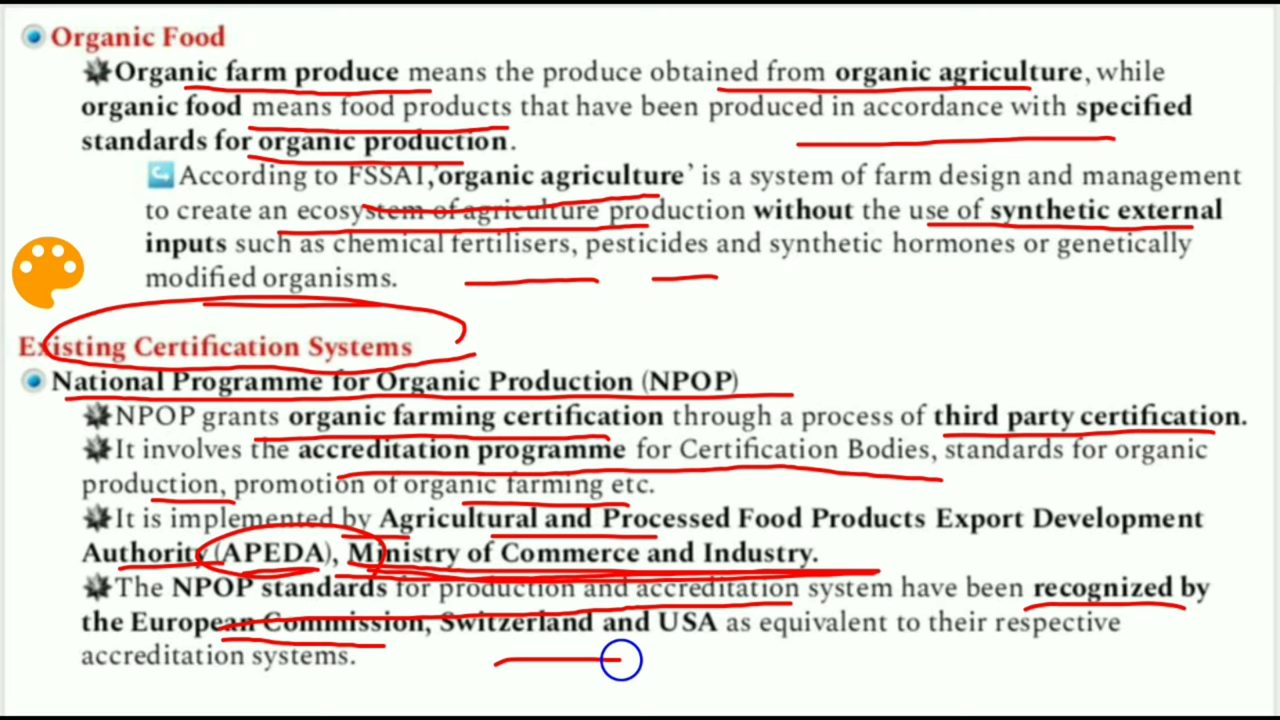 Organic Food
Organic farm produce means the produce obtained from organic agriculture, while
organic food means food products that have been produced in accordance with specified
standards for organic production.
According to FSSAI,'organic agriculture' is a system of farm design and management
to create an ecosystem of agriculture production without the use of synthetic external
inputs such as chemical fertilisers, pesticides and synthetic hormones or genetically
modified organisms.
Existing Certification Systems
National Programme for Organic Production (NPOP)
NPOP grants organic farming certification through a process of third party certification.
It involves the accreditation programme for Certification Bodies, standards for organic
production, promotion of organic farming etc.
It is implemented by Agricultural and Processed Food Products Export Development
Authority (APEDA), Ministry of Commerce and Industry.
The NPOP standards for production and accreditation system have been recognized by
the European Commission, Switzerland and USA as equivalent to their respective
accreditation systems.